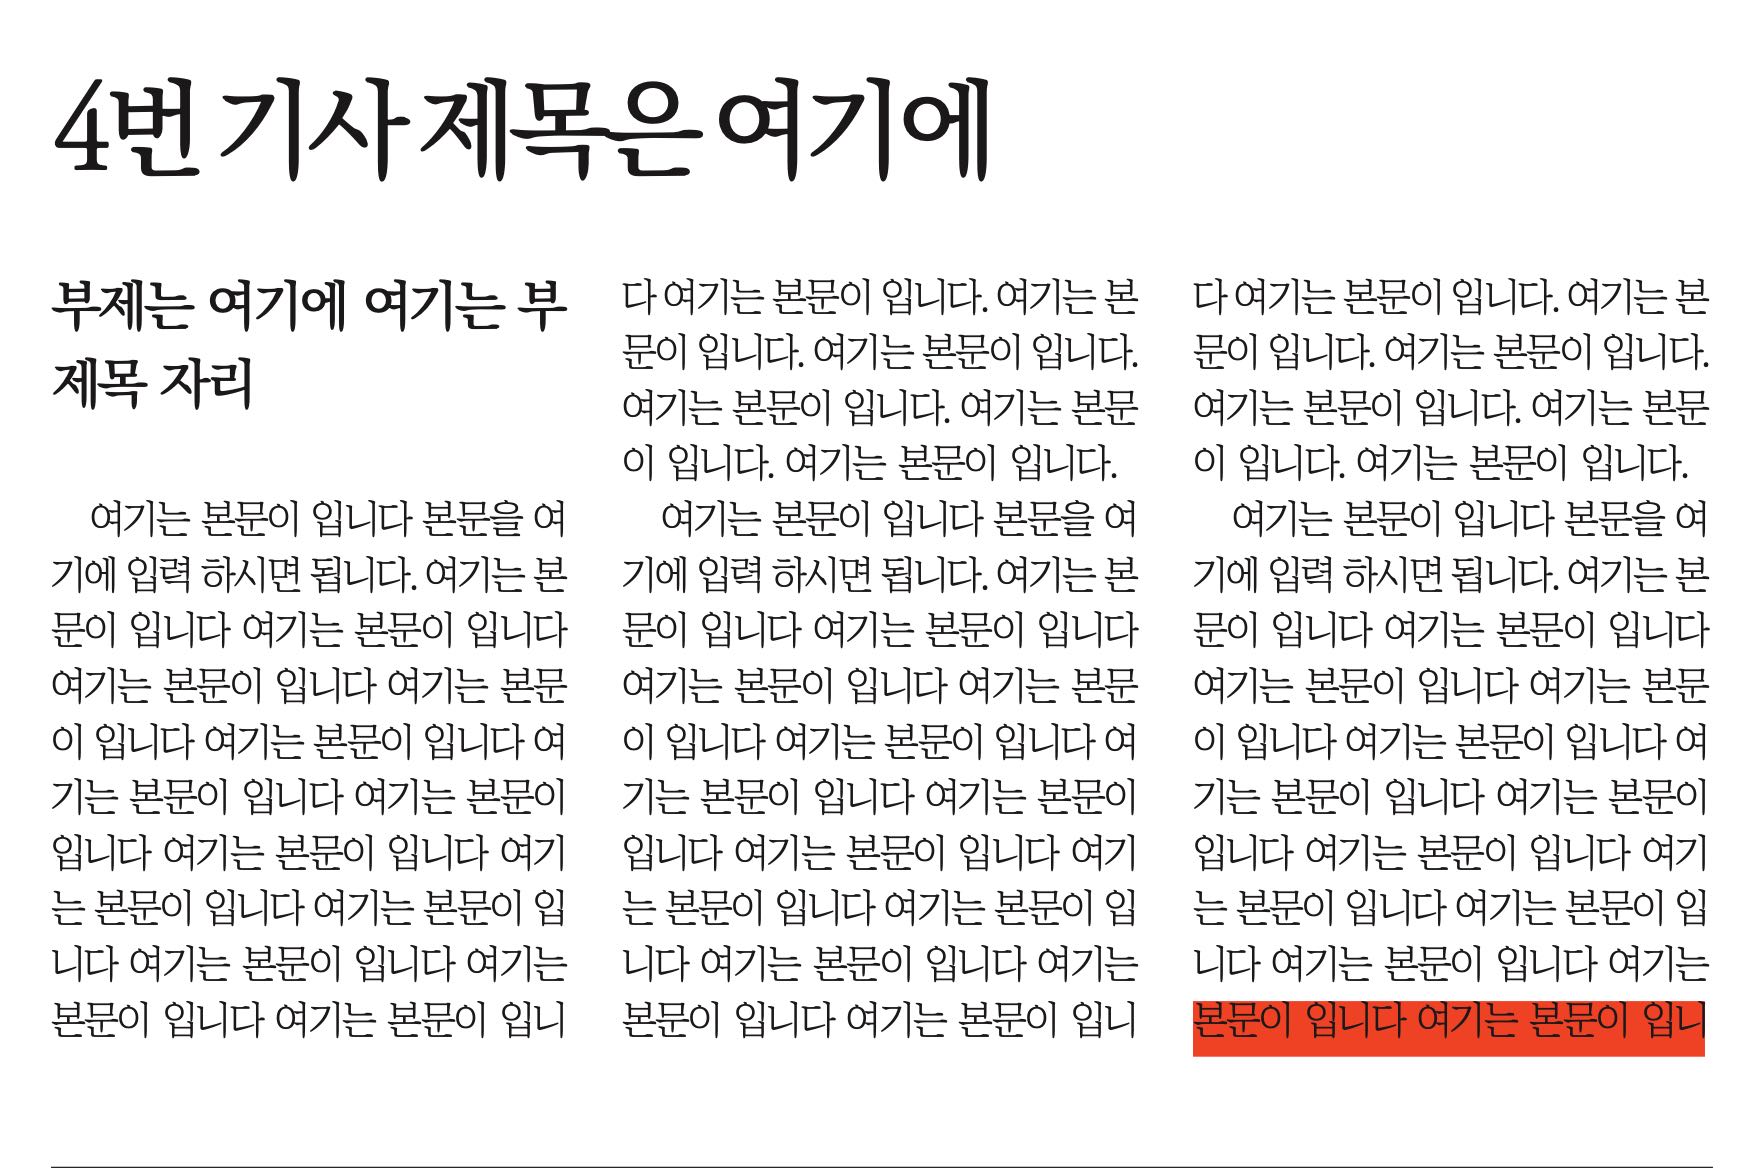 4번 기사 제목은 여기에
부제는 여기에 여기는 부
제목 자리
여기는 본문이 입니다 본문을 여
기에 입력 하시면 됩니다. 여기는 본
문이 입니다 여기는 본문이 입니다
여기는 본문이 입니다 여기는 본문
이 입니다 여기는 본문이 입니다 여
기는 본문이 입니다 여기는 본문이
입니다 여기는 본문이 입니다 여기
는 본문이 입니다 여기는 본문이 입
니다 여기는 본문이 입니다 여기는
본문이 입니다 여기는 본문이 입니
다 여기는 본문이 입니다. 여기는 본
문이 입니다. 여기는 본문이 입니다.
여기는 본문이 입니다. 여기는 본문
이 입니다. 여기는 본문이 입니다.
여기는 본문이 입니다 본문을 여
기에 입력 하시면 됩니다. 여기는 본
문이 입니다 여기는 본문이 입니다
여기는 본문이 입니다 여기는 본문
이 입니다 여기는 본문이 입니다 여
기는 본문이 입니다 여기는 본문이
입니다 여기는 본문이 입니다 여기
는 본문이 입니다 여기는 본문이 입
니다 여기는 본문이 입니다 여기는
본문이 입니다 여기는 본문이 입니
다 여기는 본문이 입니다. 여기는 본
문이 입니다. 여기는 본문이 입니다.
여기는 본문이 입니다. 여기는 본문
이 입니다. 여기는 본문이 입니다.
여기는 본문이 입니다 본문을 여
기에 입력 하시면 됩니다. 여기는 본
문이 입니다 여기는 본문이 입니다
여기는 본문이 입니다 여기는 본문
이 입니다 여기는 본문이 입니다 여
기는 본문이 입니다 여기는 본문이
입니다 여기는 본문이 입니다 여기
는 본문이 입니다 여기는 본문이 입
니다 여기는 본문이 입니다 여기는
본문이 입니다 여기는 본문이 입니